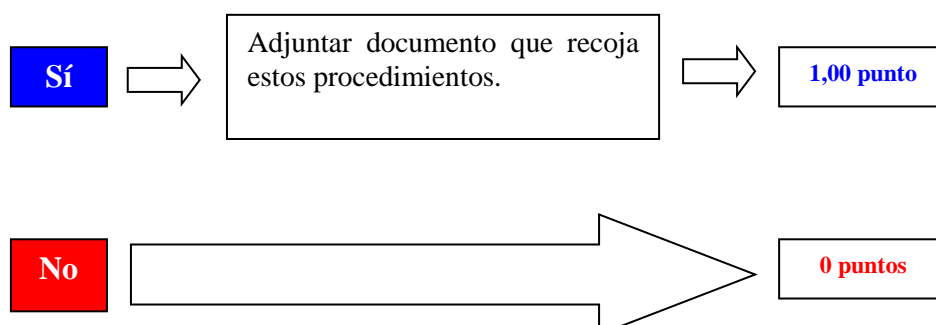 Sí
Adjuntar documento que recoja
estos procedimientos.
1,00 punto
No
0 puntos